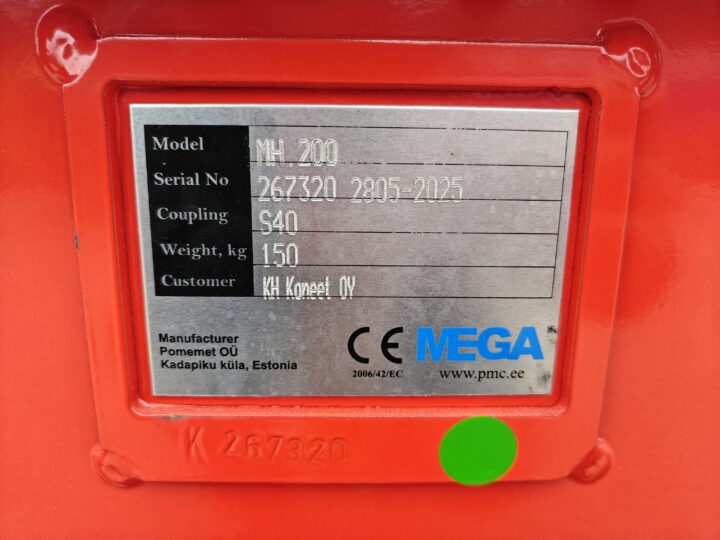 Model MH.200
Serial No 267320 2805-2025
Coupling S40
Weight, kg 150
Customer KH Koneet OY
Manufacturer
Pomemet OÜ
Kadapiku küla, Estonia
CE
2006/42/EC
MEGA
www.pmc.ee
K 267320